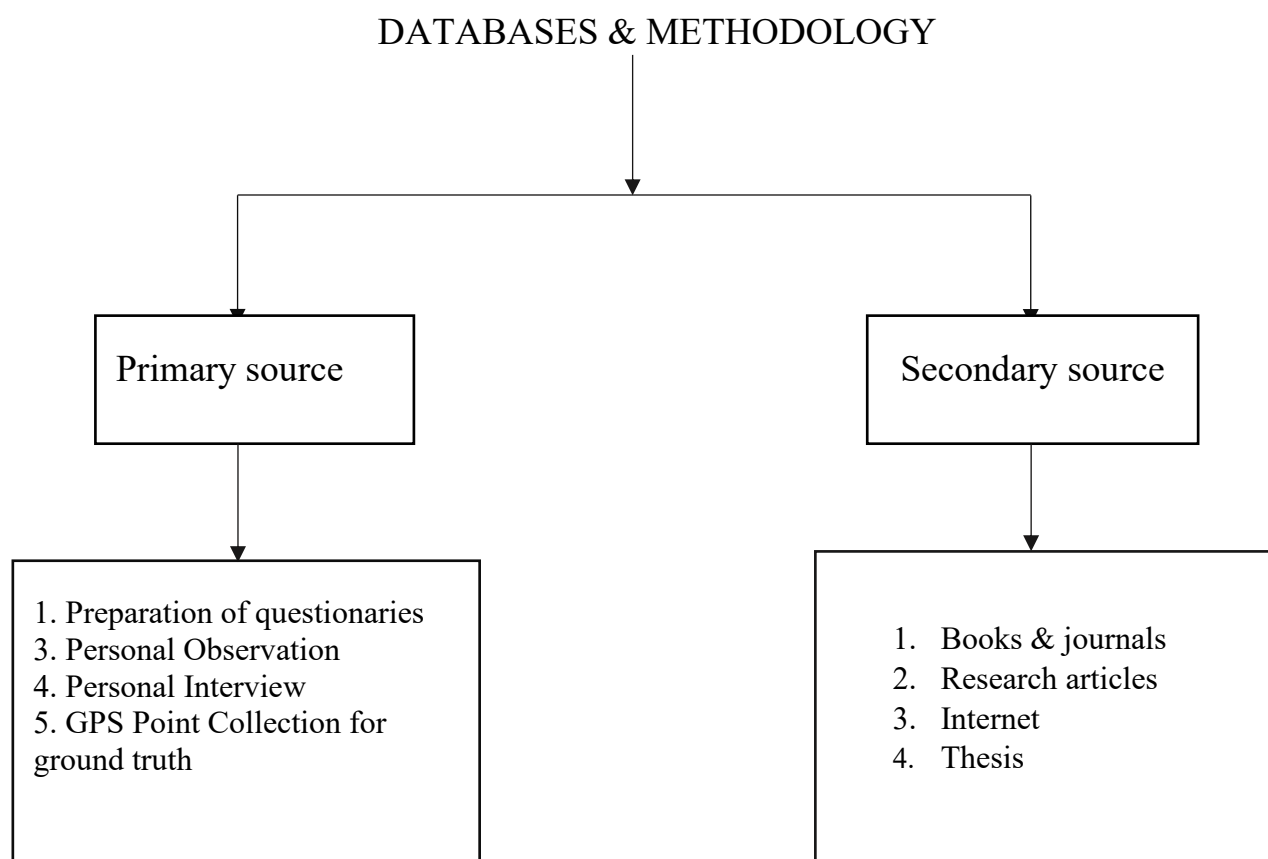 DATABASES & METHODOLOGY
Primary source
Secondary source
1. Preparation of questionaries
3. Personal Observation
4. Personal Interview
5. GPS Point Collection for
ground truth
1. Books & journals
2. Research articles
3. Internet
4. Thesis